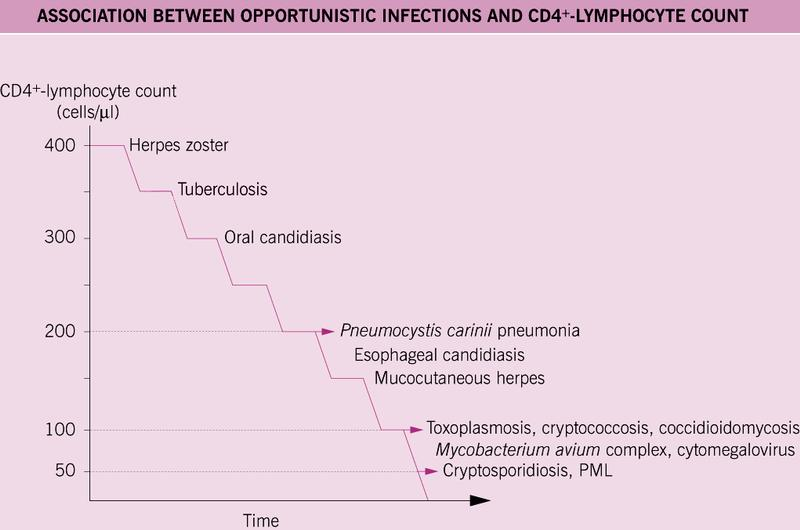 ASSOCIATION BETWEEN OPPORTUNISTIC INFECTIONS AND CD4⁺-LYMPHOCYTE COUNT
CD4⁺-lymphocyte count
(cells/µl)
400
Herpes zoster
Tuberculosis
300
Oral candidiasis
200
Pneumocystis carinii pneumonia
Esophageal candidiasis
Mucocutaneous herpes
100
Toxoplasmosis, cryptococcosis, coccidioidomycosis
Mycobacterium avium complex, cytomegalovirus
50
Cryptosporidiosis, PML
Time